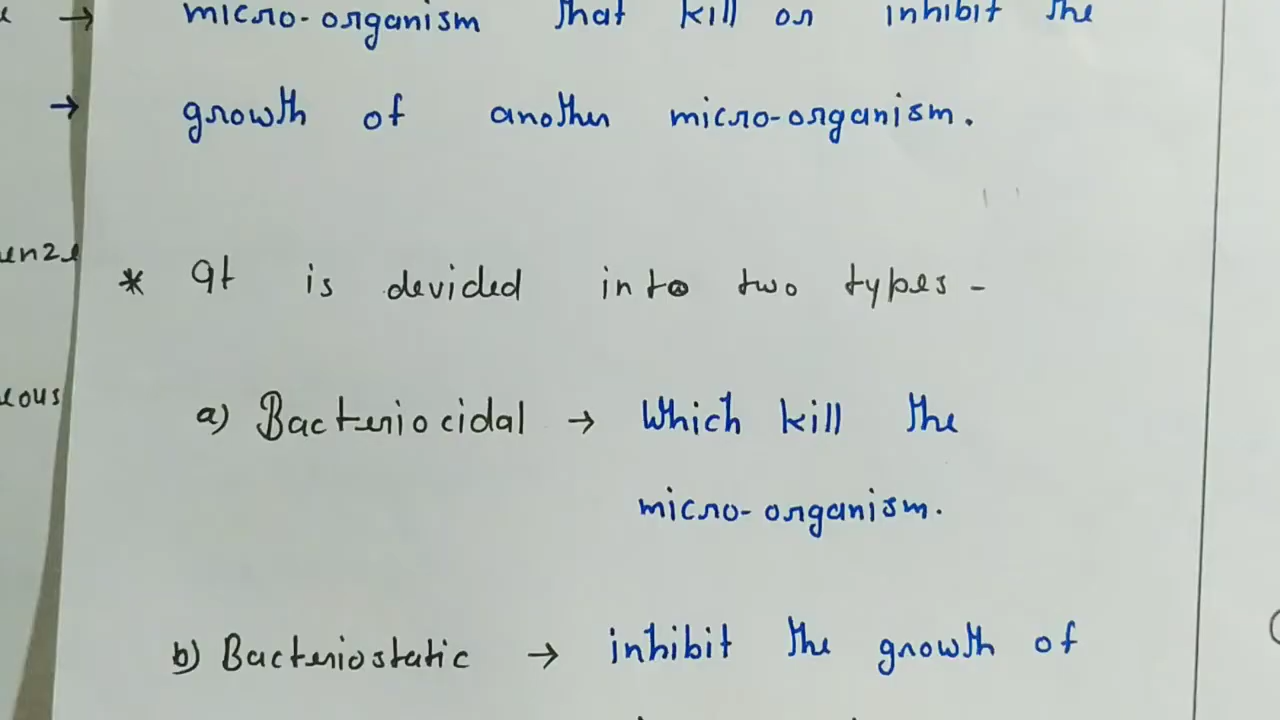 → micro-organism that kill or inhibit the
→ growth of another micro-organism.
* It is devided into two types -
a) Bacteriocidal → Which kill the
micro-organism.
b) Bacteriostatic → inhibit the growth of